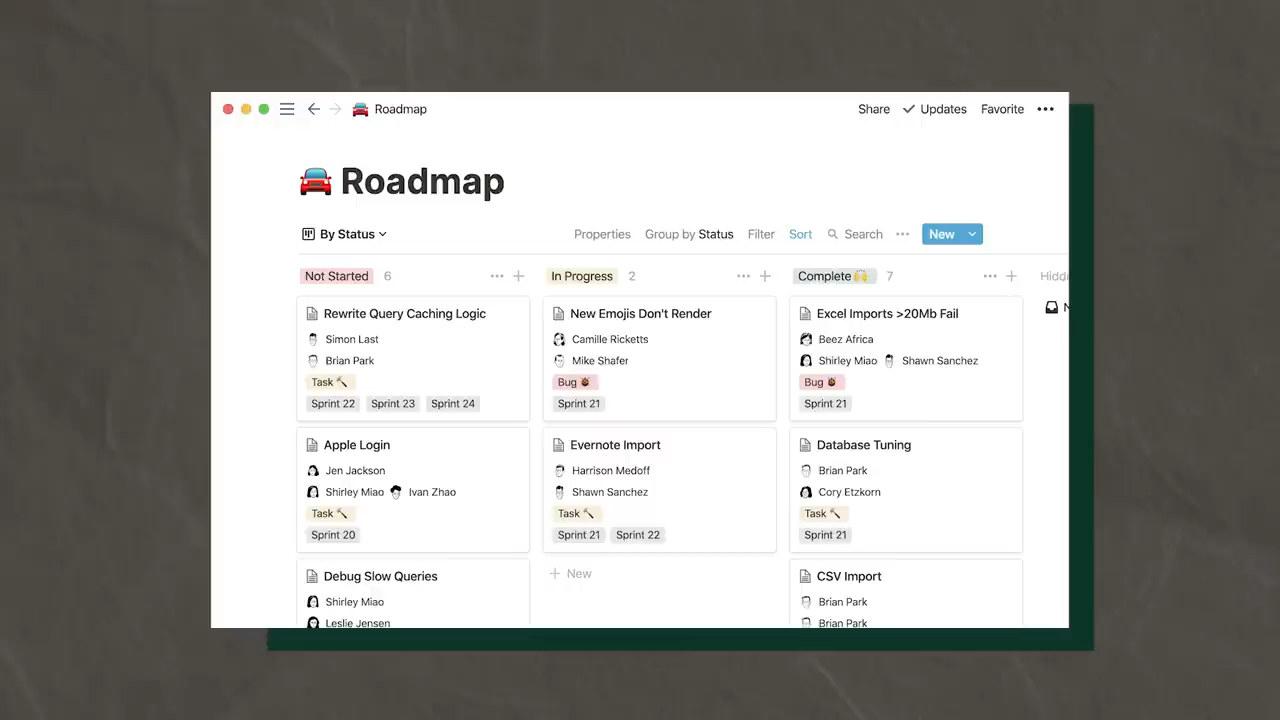 Roadmap
Share
Updates
Favorite
Roadmap
By Status
Properties
Group by Status
Filter
Sort
Search
New
Not Started 6
Rewrite Query Caching Logic
Simon Last
Brian Park
Task
Sprint 22 Sprint 23 Sprint 24
Apple Login
Jen Jackson
Shirley Miao Ivan Zhao
Task
Sprint 20
Debug Slow Queries
Shirley Miao
Leslie Jensen
In Progress 2
New Emojis Don't Render
Camille Ricketts
Mike Shafer
Bug
Sprint 21
Evernote Import
Harrison Medoff
Shawn Sanchez
Task
Sprint 21 Sprint 22
New
Complete 7
Excel Imports >20Mb Fail
Beez Africa
Shirley Miao Shawn Sanchez
Bug
Sprint 21
Database Tuning
Brian Park
Cory Etzkorn
Task
Sprint 21
CSV Import
Brian Park
Brian Park